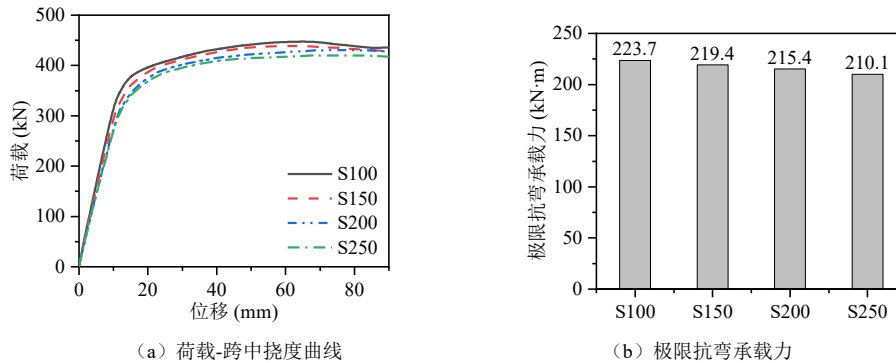 500
400
300
200
100
0
荷载 (kN)
S100
S150
S200
S250
0 20 40 60 80
位移 (mm)
（a）荷载-跨中挠度曲线
250
200
150
100
50
0
极限抗弯承载力 (kN·m)
223.7 219.4 215.4 210.1
S100 S150 S200 S250
（b）极限抗弯承载力